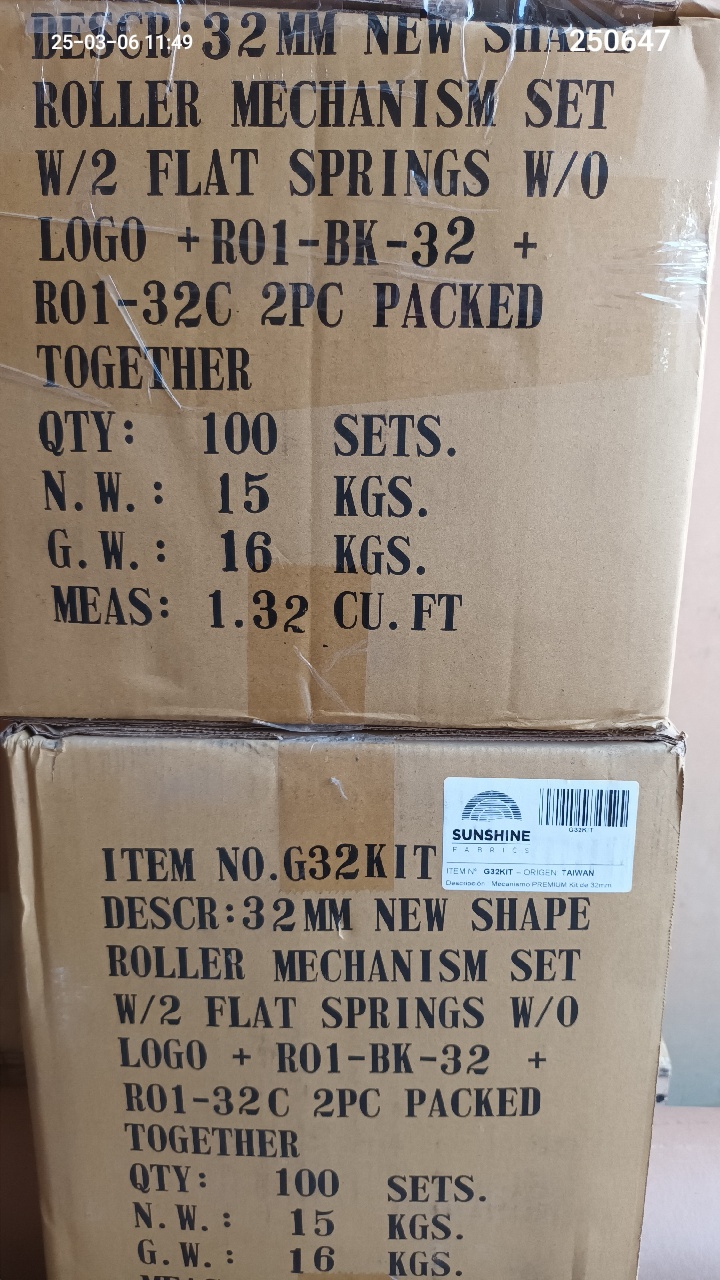 DESCR:32MM NEW SHAPE
25-03-06 11:49
250647
ROLLER MECHANISM SET
W/2 FLAT SPRINGS W/O
LOGO +R01-BK-32 +
R01-32C 2PC PACKED
TOGETHER
QTY: 100 SETS.
N.W.: 15 KGS.
G.W.: 16 KGS.
MEAS: 1.32 CU.FT
SUNSHINE
FABRICS
G32KIT
ITEM N° G32KIT - ORIGEN TAIWAN
Descripción: Mecanismo PREMIUM Kit de 32mm
ITEM NO.G32KIT
DESCR:32MM NEW SHAPE
ROLLER MECHANISM SET
W/2 FLAT SPRINGS W/O
LOGO + R01-BK-32 +
R01-32C 2PC PACKED
TOGETHER
QTY: 100 SETS.
N.W.: 15 KGS.
G.W.: 16 KGS.